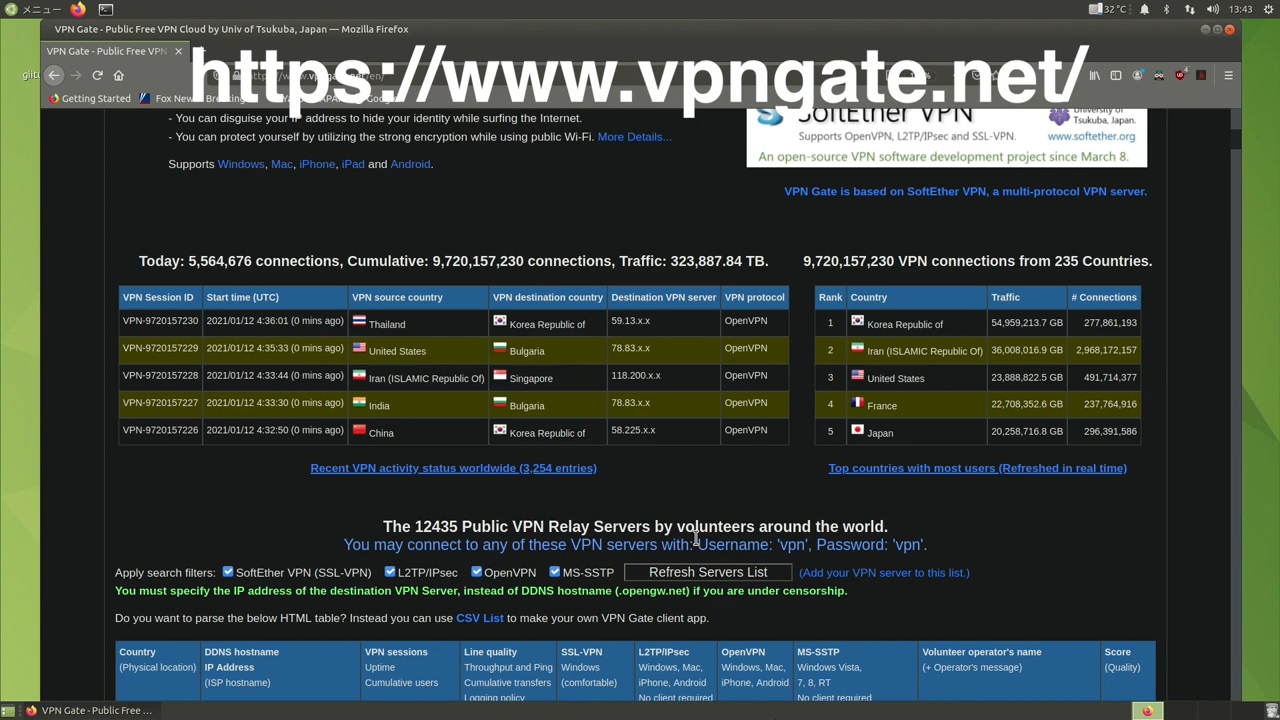 メニュー
32 °C
13:43
VPN Gate - Public Free VPN Cloud by Univ of Tsukuba, Japan — Mozilla Firefox
VPN Gate - Public Free VPN
https://www.vpngate.net/
Getting Started
Fox New
- You can disguise your IP address to hide your identity while surfing the Internet.
- You can protect yourself by utilizing the strong encryption while using public Wi-Fi. More Details...
Supports Windows, Mac, iPhone, iPad and Android.
SoftEther VPN
Supports OpenVPN, L2TP/IPsec and SSL-VPN.
An open-source VPN software development project since March 8.
University of
Tsukuba, Japan
www.softether.org
VPN Gate is based on SoftEther VPN, a multi-protocol VPN server.
Today: 5,564,676 connections, Cumulative: 9,720,157,230 connections, Traffic: 323,887.84 TB.
VPN Session ID Start time (UTC) VPN source country VPN destination country Destination VPN server VPN protocol
VPN-9720157230 2021/01/12 4:36:01 (0 mins ago) Thailand Korea Republic of 59.13.x.x OpenVPN
VPN-9720157229 2021/01/12 4:35:33 (0 mins ago) United States Bulgaria 78.83.x.x OpenVPN
VPN-9720157228 2021/01/12 4:33:44 (0 mins ago) Iran (ISLAMIC Republic Of) Singapore 118.200.x.x OpenVPN
VPN-9720157227 2021/01/12 4:33:30 (0 mins ago) India Bulgaria 78.83.x.x OpenVPN
VPN-9720157226 2021/01/12 4:32:50 (0 mins ago) China Korea Republic of 58.225.x.x OpenVPN
Recent VPN activity status worldwide (3,254 entries)
9,720,157,230 VPN connections from 235 Countries.
Rank Country Traffic # Connections
1 Korea Republic of 54,959,213.7 GB 277,861,193
2 Iran (ISLAMIC Republic Of) 36,008,016.9 GB 2,968,172,157
3 United States 23,888,822.5 GB 491,714,377
4 France 22,708,352.6 GB 237,764,916
5 Japan 20,258,716.8 GB 296,391,586
Top countries with most users (Refreshed in real time)
The 12435 Public VPN Relay Servers by volunteers around the world.
You may connect to any of these VPN servers with: Username: 'vpn', Password: 'vpn'.
Apply search filters: SoftEther VPN (SSL-VPN) L2TP/IPsec OpenVPN MS-SSTP Refresh Servers List (Add your VPN server to this list.)
You must specify the IP address of the destination VPN Server, instead of DDNS hostname (.opengw.net) if you are under censorship.
Do you want to parse the below HTML table? Instead you can use CSV List to make your own VPN Gate client app.
Country DDNS hostname VPN sessions Line quality SSL-VPN L2TP/IPsec OpenVPN MS-SSTP Volunteer operator's name Score
(Physical location) IP Address Uptime Throughput and Ping Windows Windows, Mac, Windows, Mac, Windows Vista, (+ Operator's message) (Quality)
(ISP hostname) Cumulative users Cumulative transfers (comfortable) iPhone, Android iPhone, Android 7, 8, RT
Logging policy No client required No client required
VPN Gate - Public Free ...